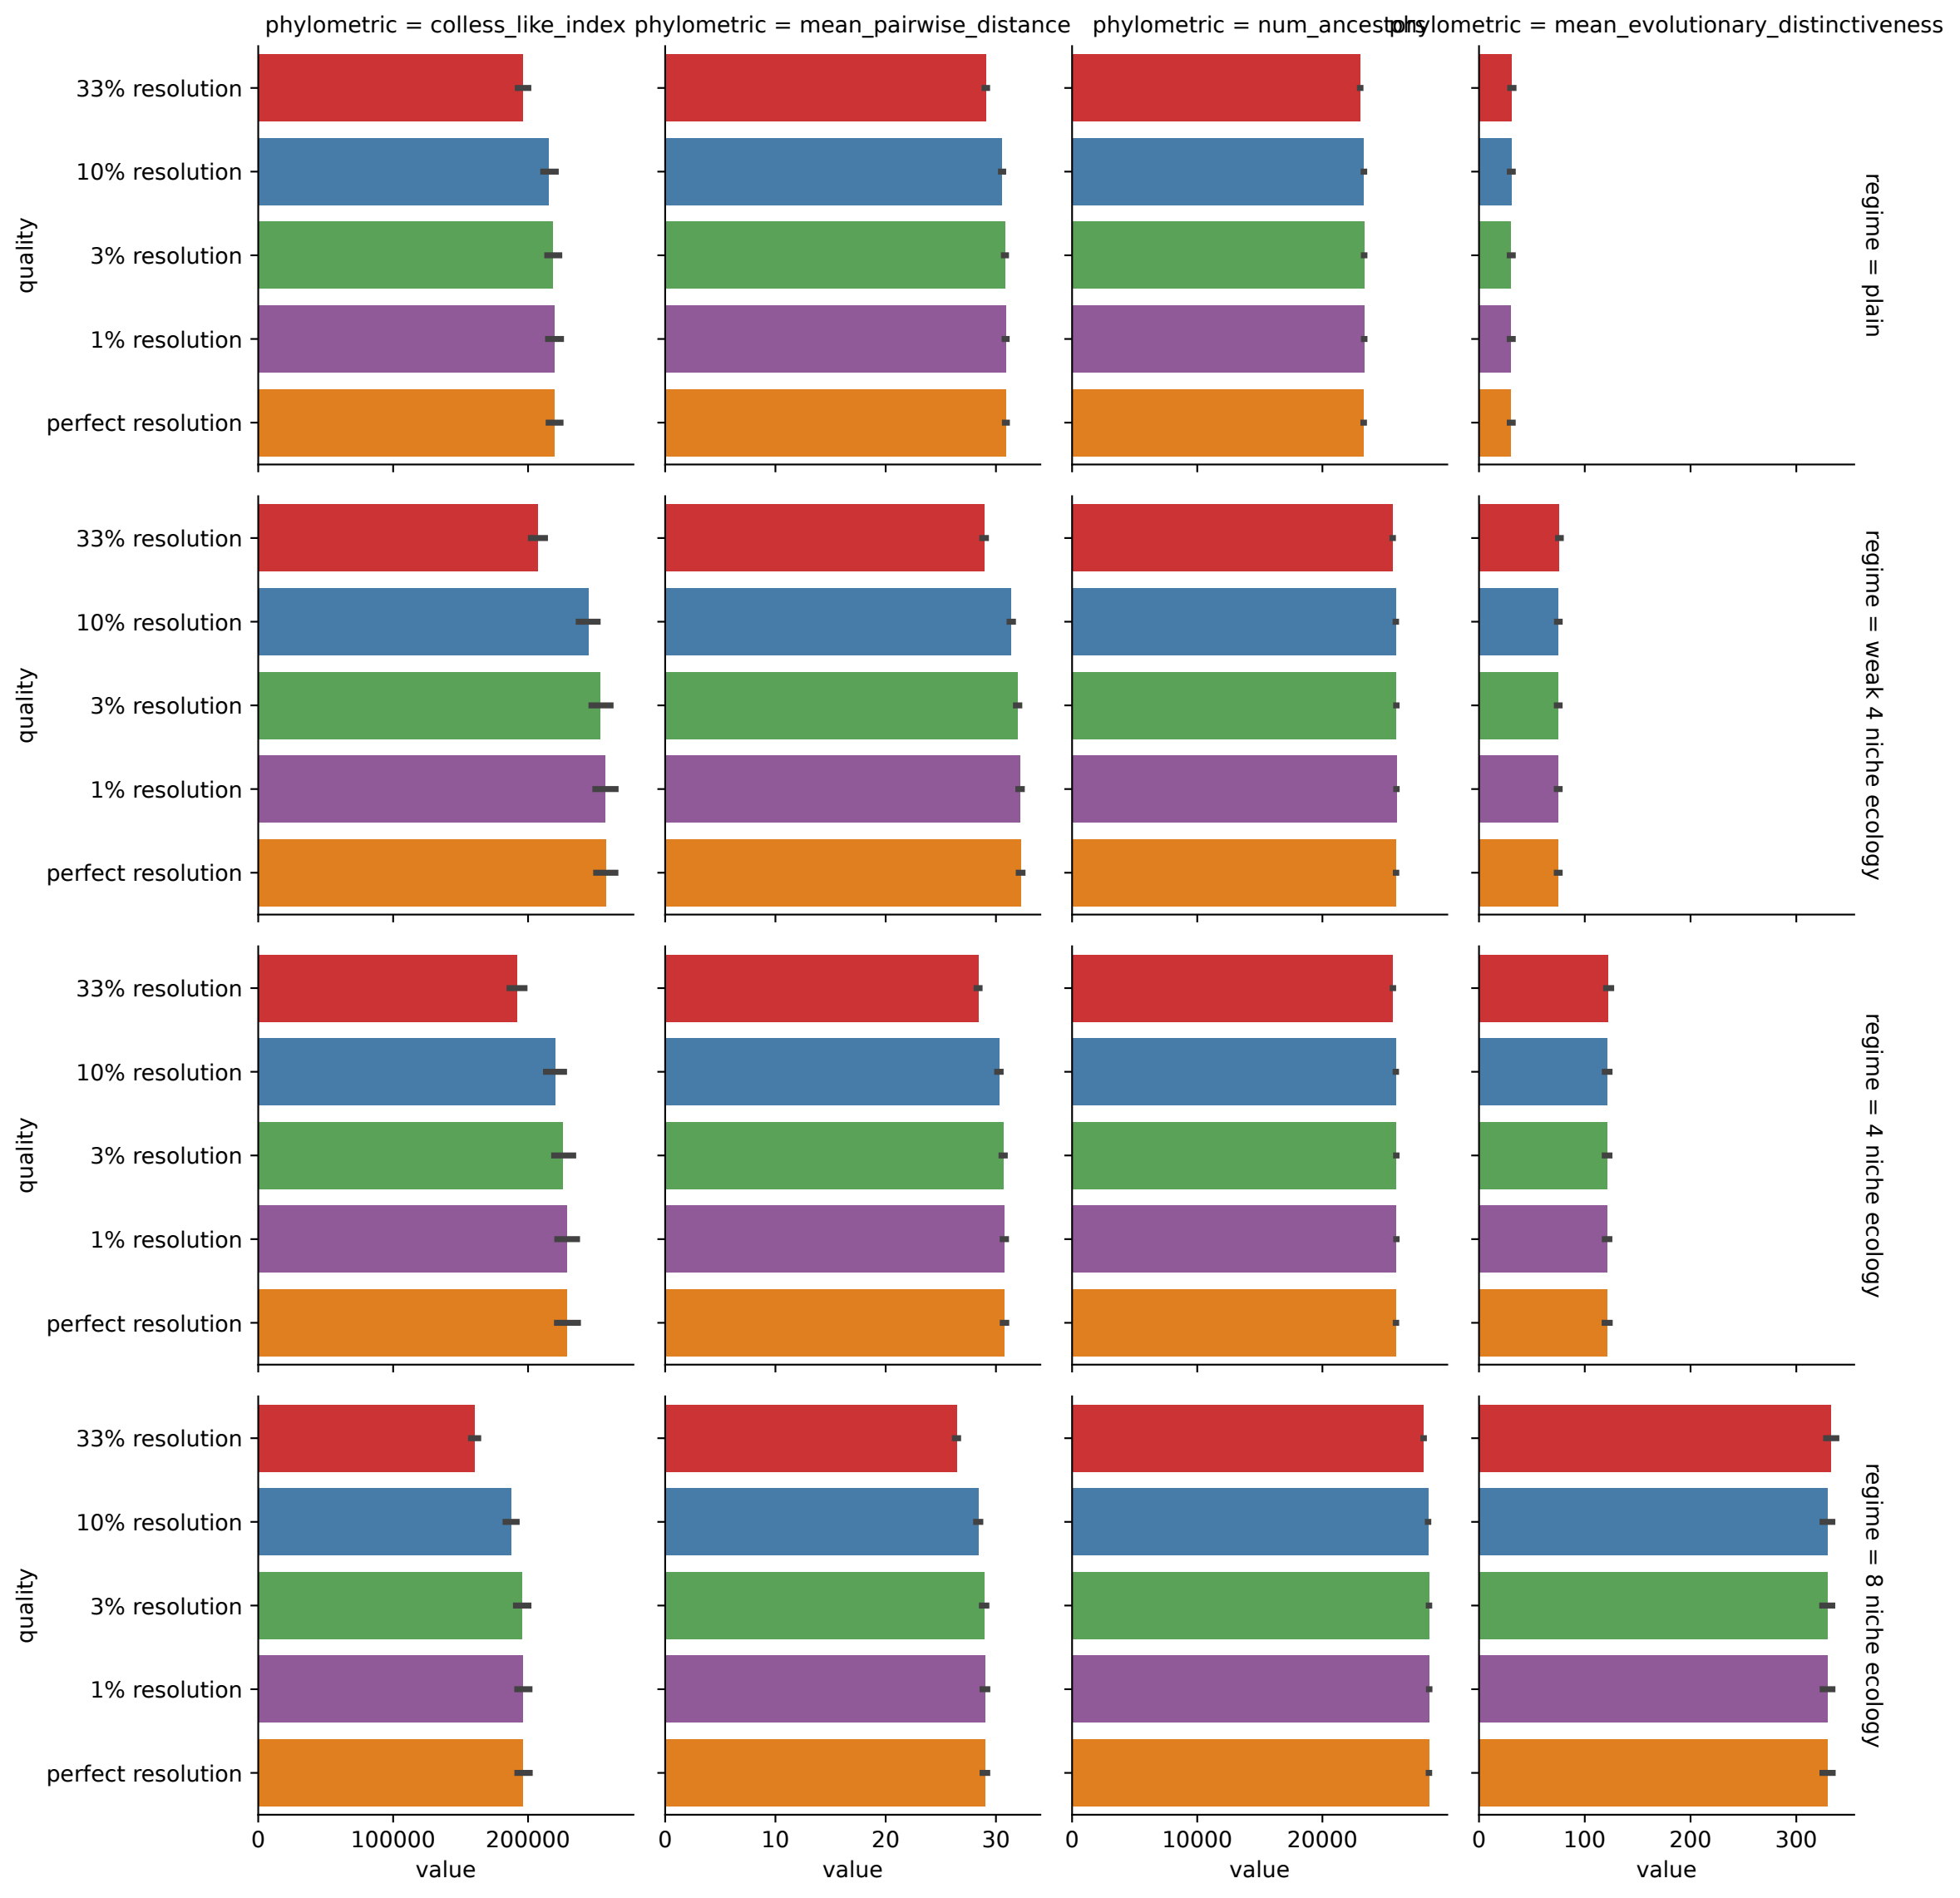 phylometric = colless_like_index
phylometric = mean_pairwise_distance
phylometric = num_ancestors
phylometric = mean_evolutionary_distinctiveness
quality
33% resolution
10% resolution
3% resolution
1% resolution
perfect resolution
regime = plain
quality
33% resolution
10% resolution
3% resolution
1% resolution
perfect resolution
regime = weak 4 niche ecology
quality
33% resolution
10% resolution
3% resolution
1% resolution
perfect resolution
regime = 4 niche ecology
quality
33% resolution
10% resolution
3% resolution
1% resolution
perfect resolution
regime = 8 niche ecology
0 100000 200000
0 10 20 30
0 10000 20000
0 100 200 300
value
value
value
value